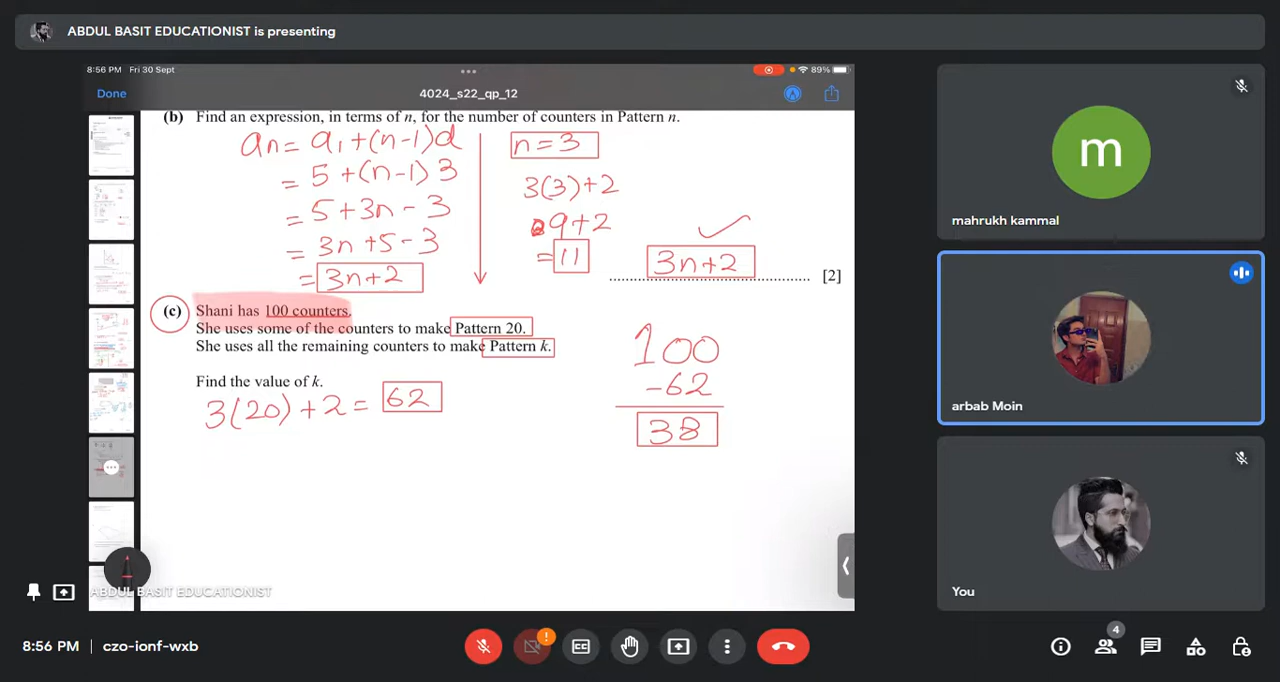 ABDUL BASIT EDUCATIONIST is presenting
8:56 PM Fri 30 Sept
89%
Done
4024_s22_qp_12
(b) Find an expression, in terms of n, for the number of counters in Pattern n.
an = a1 + (n-1)d
= 5 + (n-1) 3
= 5 + 3n - 3
= 3n + 5 - 3
= 3n+2
n = 3
3(3)+2
9+2
= 11
3n+2
[2]
(c) Shani has 100 counters.
She uses some of the counters to make Pattern 20.
She uses all the remaining counters to make Pattern k.
Find the value of k.
3(20) + 2 = 62
100
-62
38
ABDUL BASIT EDUCATIONIST
m
mahrukh kammal
arbab Moin
You
8:56 PM | czo-ionf-wxb
!
CC
4